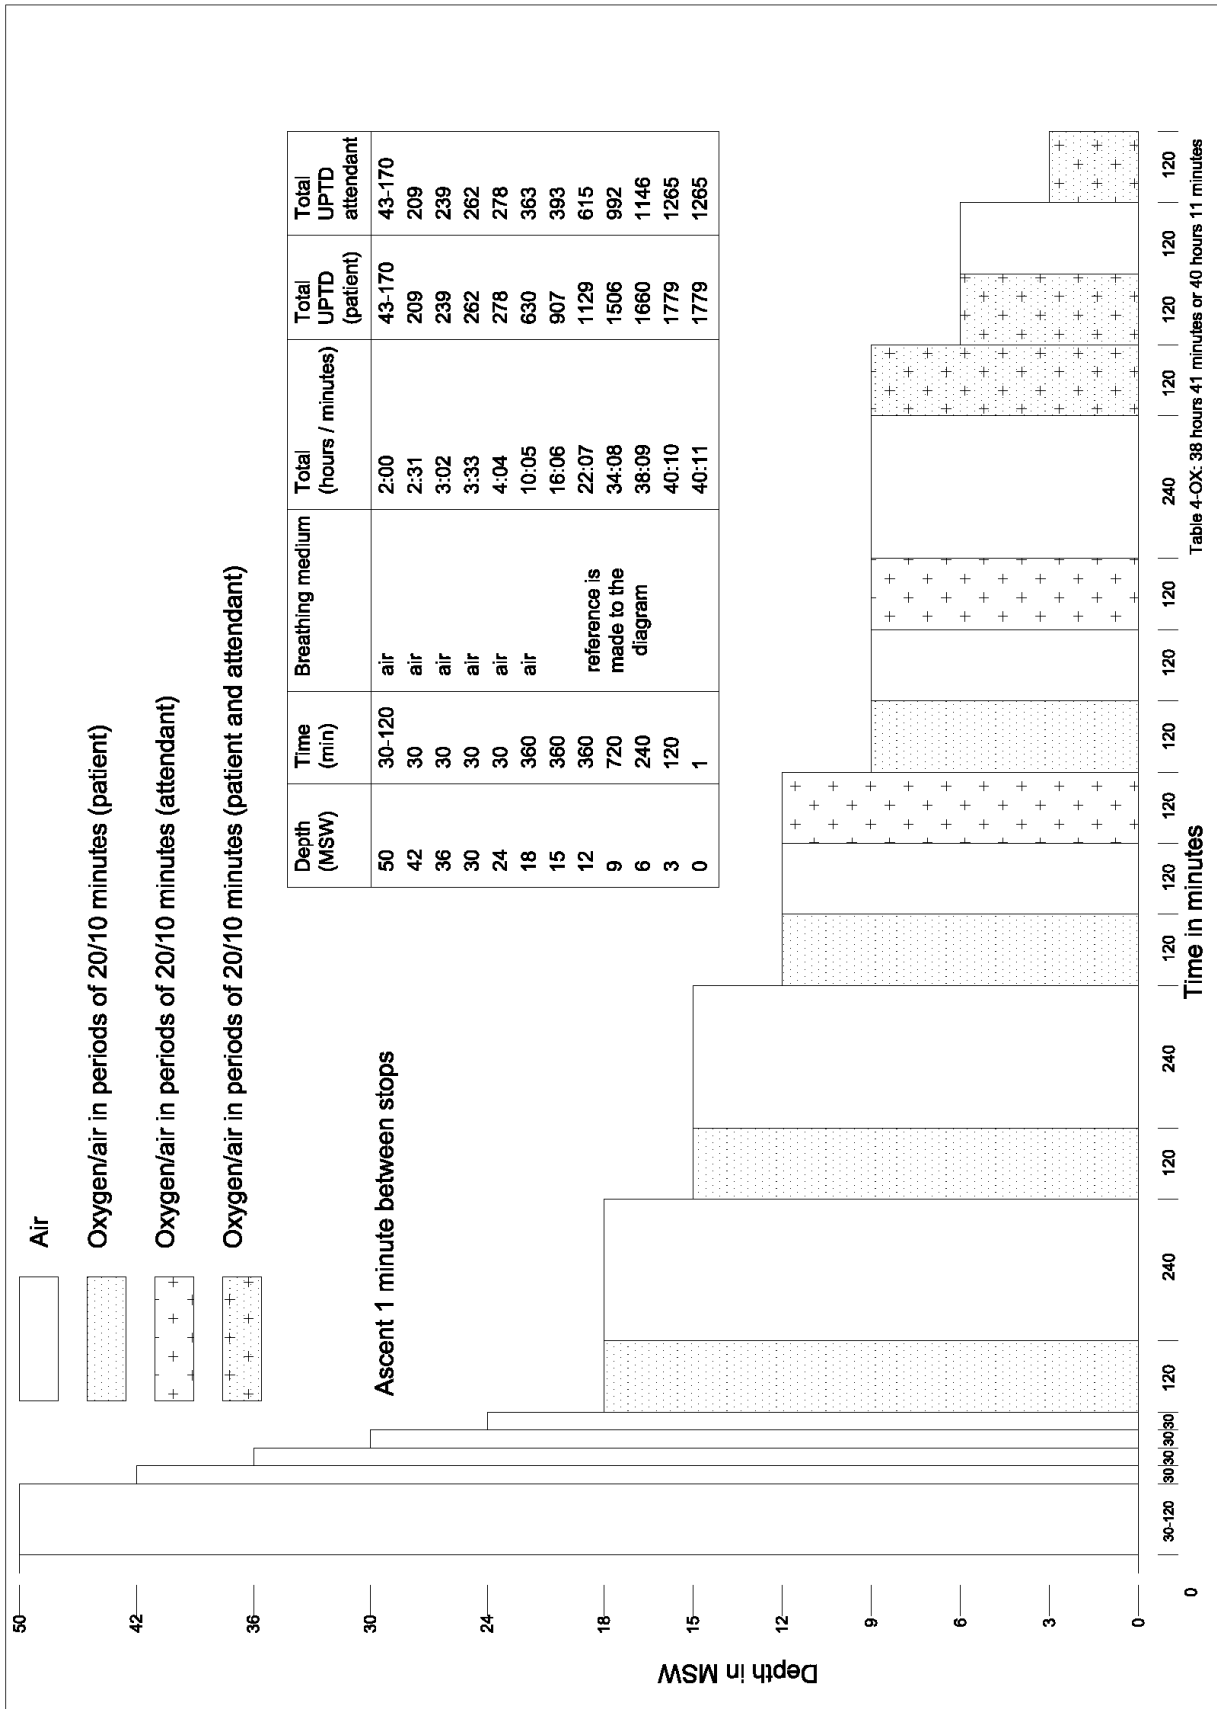 Air
Oxygen/air in periods of 20/10 minutes (patient)
Oxygen/air in periods of 20/10 minutes (attendant)
Oxygen/air in periods of 20/10 minutes (patient and attendant)
Ascent 1 minute between stops
Depth (MSW) Time (min) Breathing medium Total (hours / minutes) Total UPTD (patient) Total UPTD attendant
50 30-120 air 2:00 43-170 43-170
42 30 air 2:31 209 209
36 30 air 3:02 239 239
30 30 air 3:33 262 262
24 30 air 4:04 278 278
18 360 air 10:05 630 363
15 360 16:06 907 393
12 360 reference is 22:07 1129 615
9 720 made to the 34:08 1506 992
6 240 diagram 38:09 1660 1146
3 120 40:10 1779 1265
0 1 40:11 1779 1265
50
42
36
30
24
18
15
12
9
6
3
0
Depth in MSW
0
30-120 30 30 30 30 120 240 120 240 120 120 120 120 120 120 240 120 120 120 120
Time in minutes
Table 4-OX: 38 hours 41 minutes or 40 hours 11 minutes